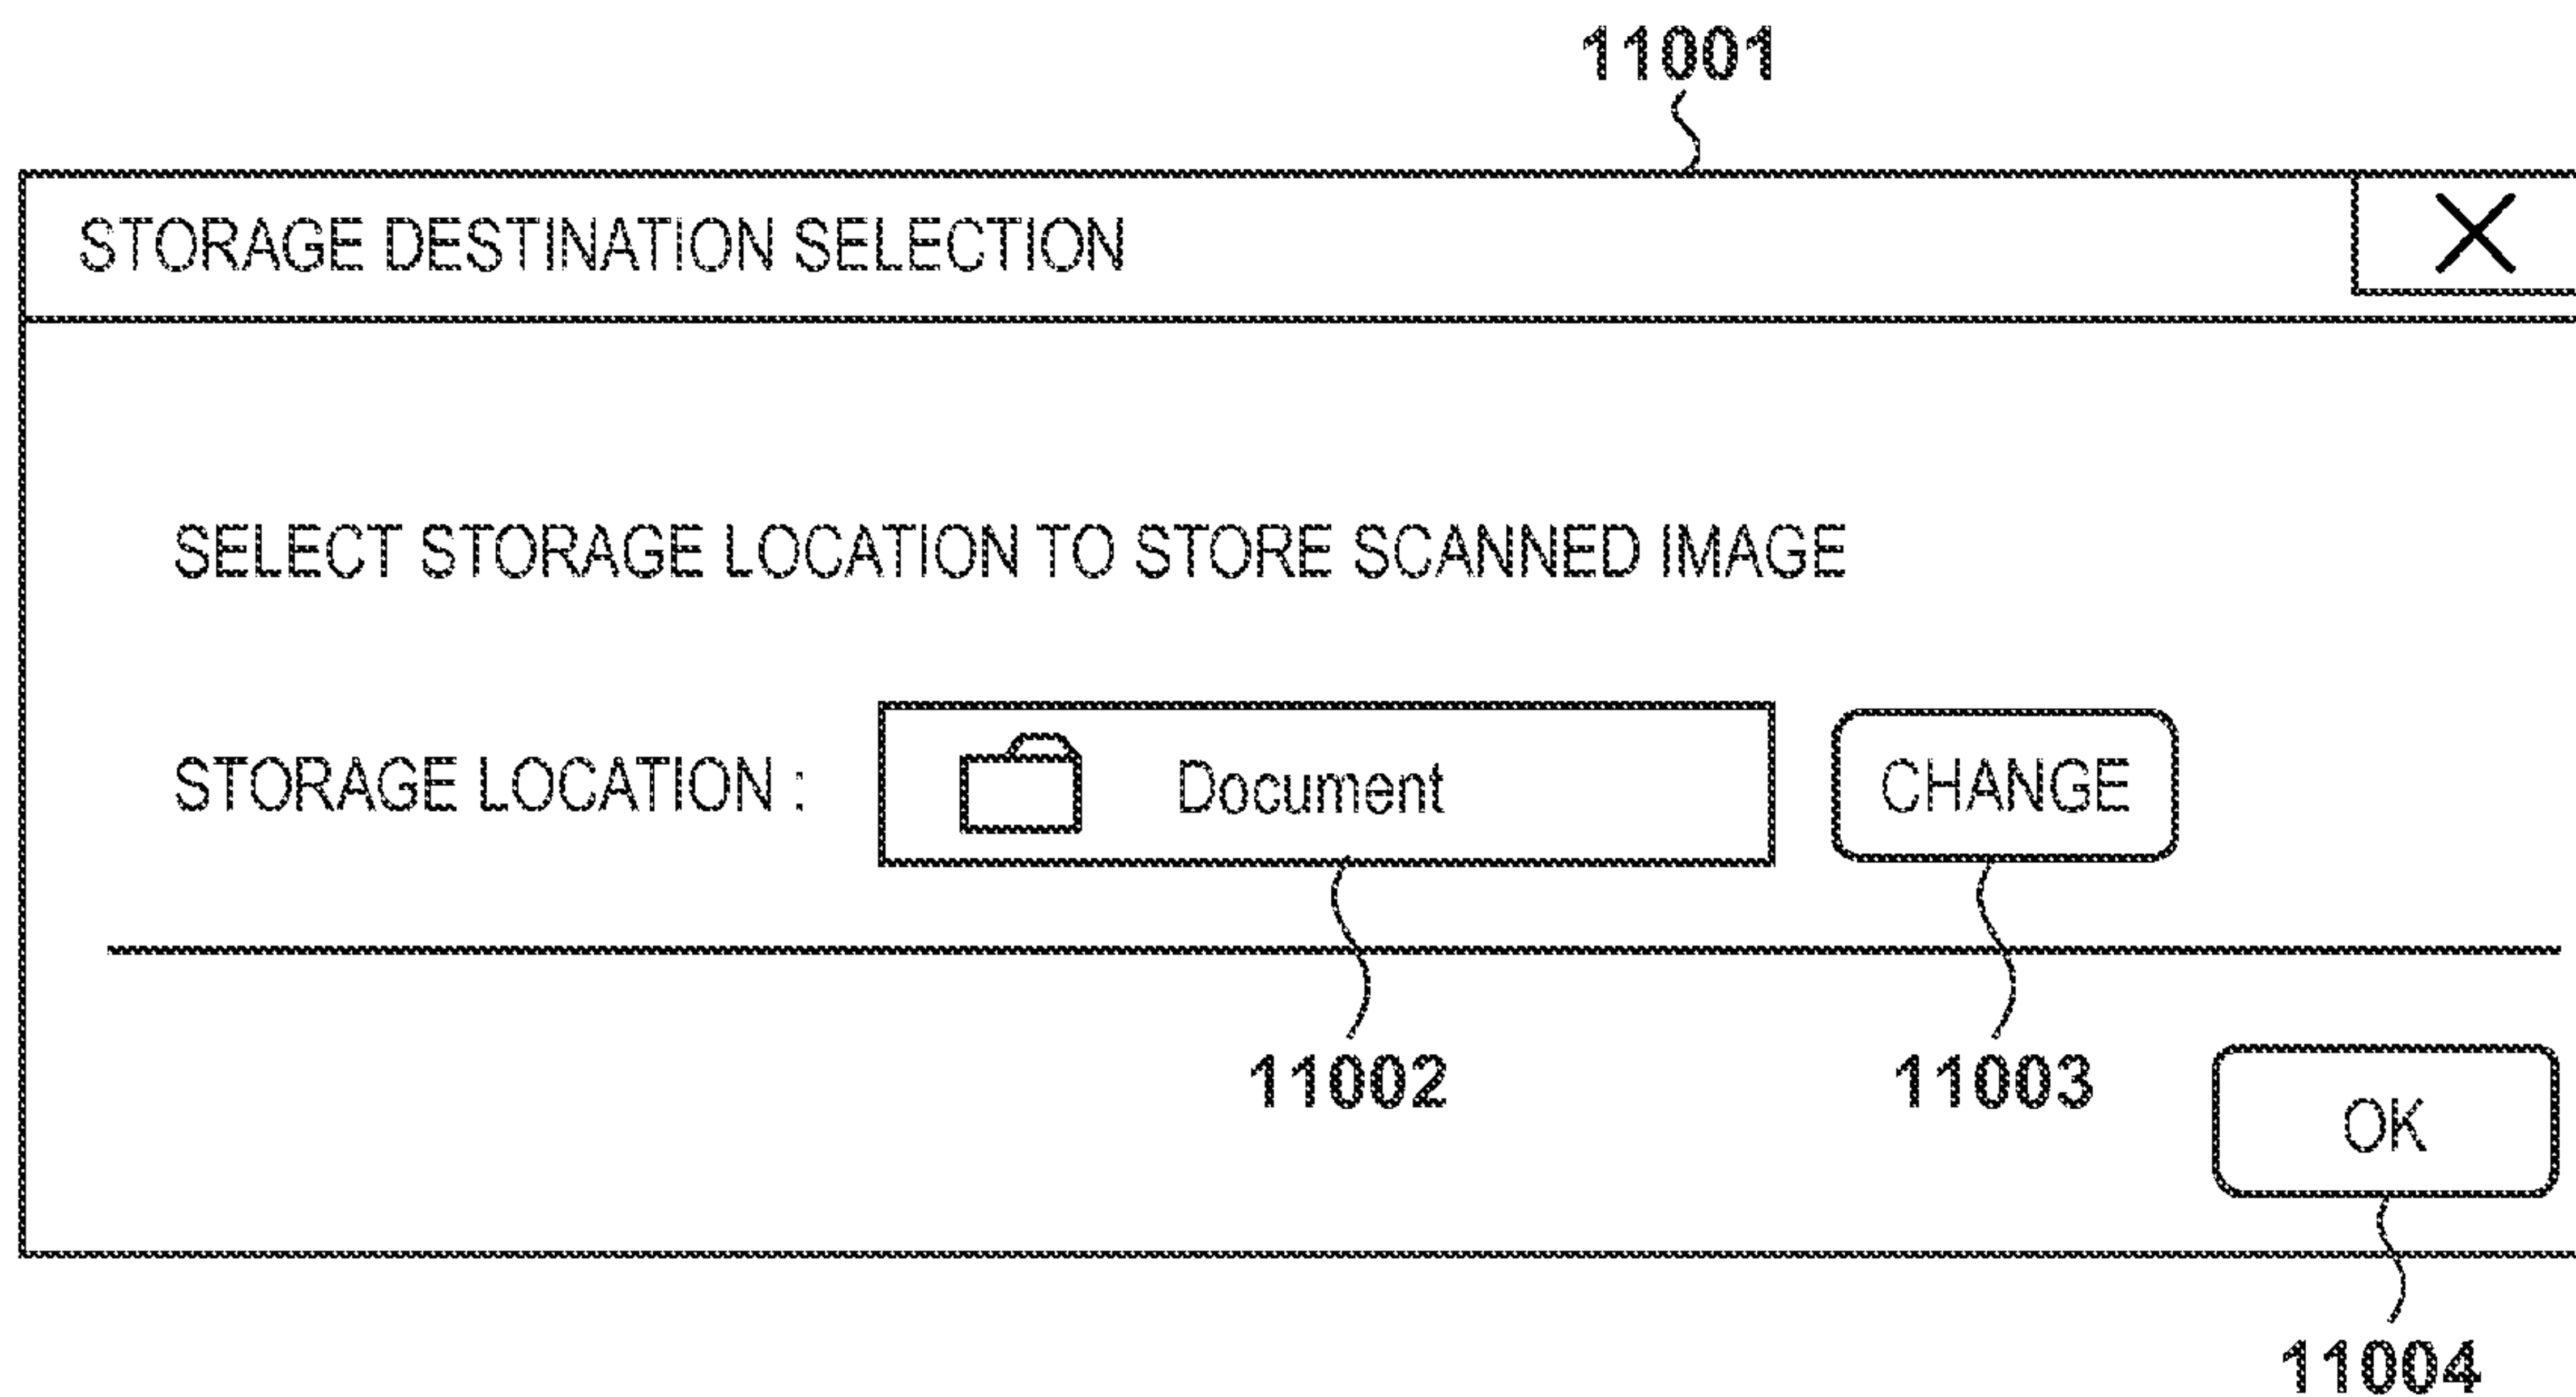 11001
STORAGE DESTINATION SELECTION
SELECT STORAGE LOCATION TO STORE SCANNED IMAGE
STORAGE LOCATION : Document CHANGE
11002 11003
OK
11004